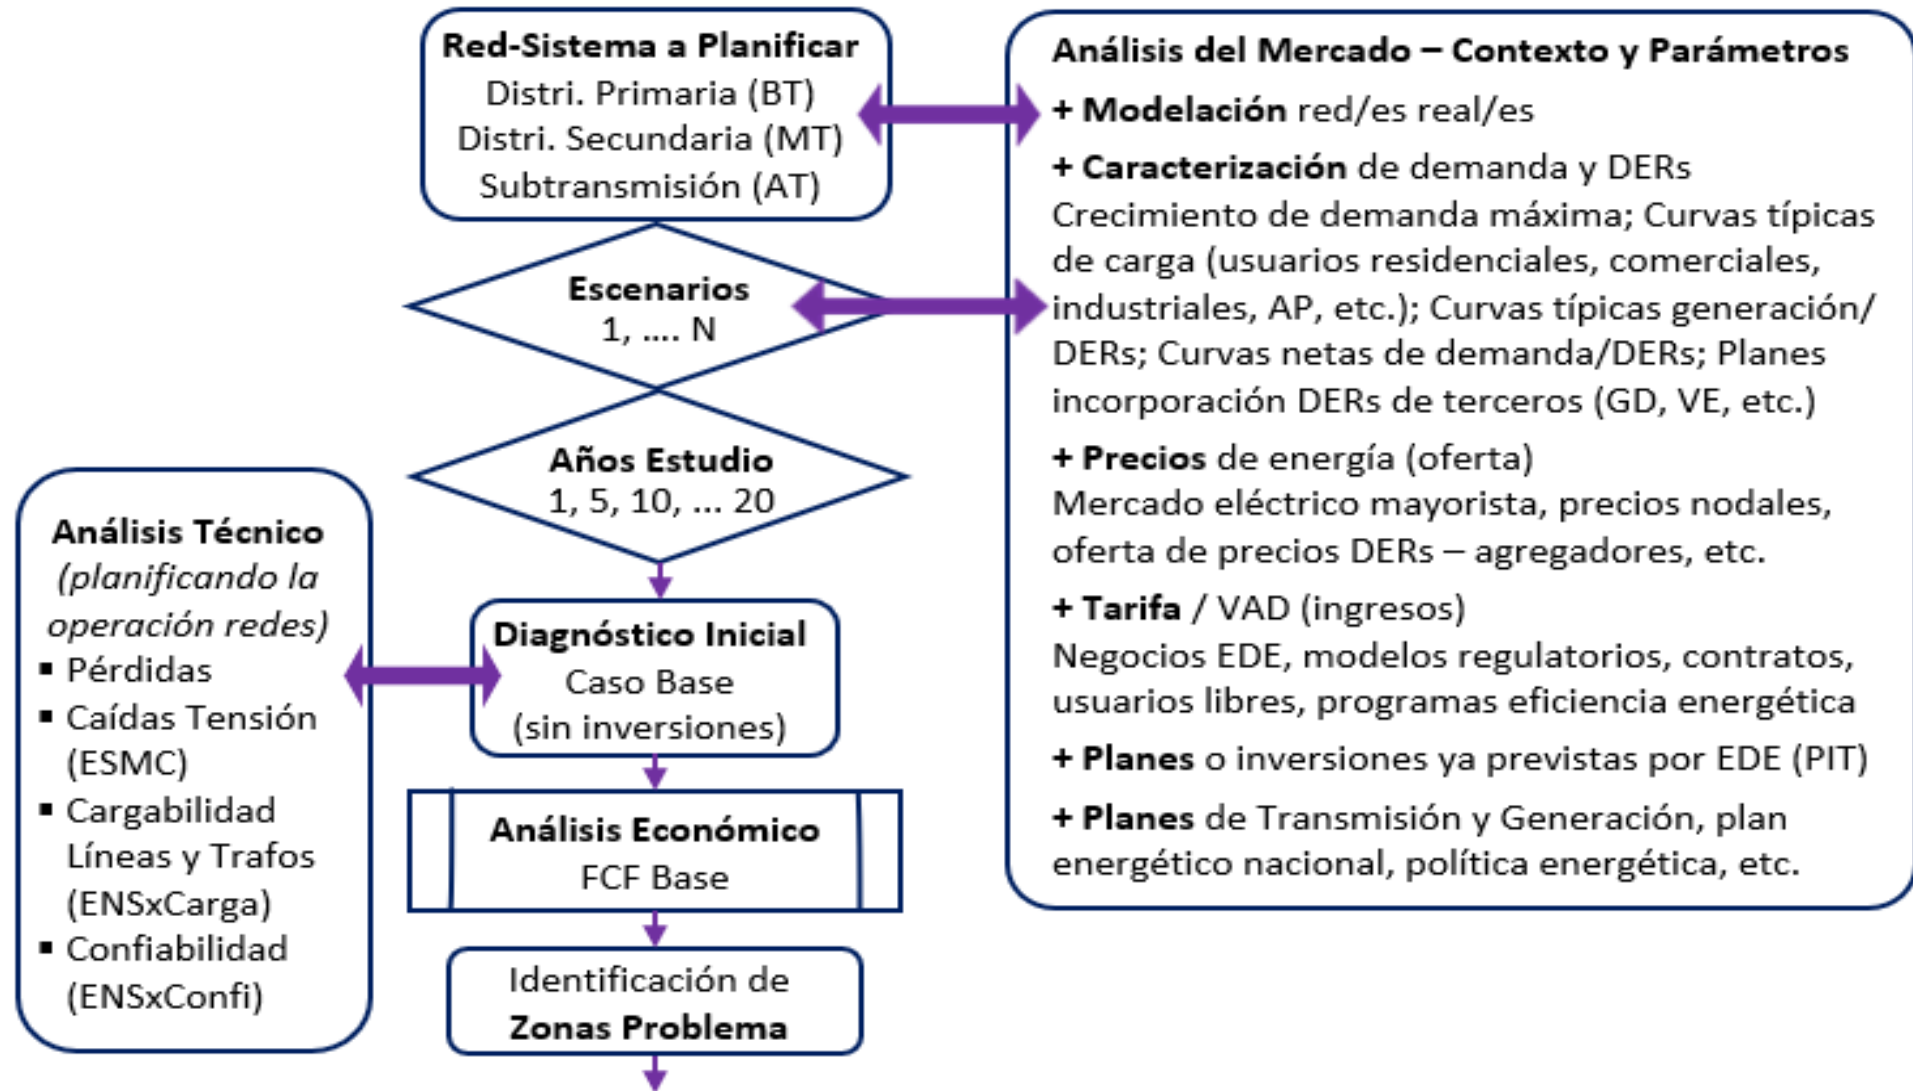 Red-Sistema a Planificar
Distri. Primaria (BT)
Distri. Secundaria (MT)
Subtransmisión (AT)
Escenarios
1, .... N
Años Estudio
1, 5, 10, ... 20
Diagnóstico Inicial
Caso Base
(sin inversiones)
Análisis Económico
FCF Base
Identificación de
Zonas Problema
Análisis Técnico
(planificando la
operación redes)
▪ Pérdidas
▪ Caídas Tensión
(ESMC)
▪ Cargabilidad
Líneas y Trafos
(ENSxCarga)
▪ Confiabilidad
(ENSxConfi)
Análisis del Mercado – Contexto y Parámetros
+ Modelación red/es real/es
+ Caracterización de demanda y DERs
Crecimiento de demanda máxima; Curvas típicas
de carga (usuarios residenciales, comerciales,
industriales, AP, etc.); Curvas típicas generación/
DERs; Curvas netas de demanda/DERs; Planes
incorporación DERs de terceros (GD, VE, etc.)
+ Precios de energía (oferta)
Mercado eléctrico mayorista, precios nodales,
oferta de precios DERs – agregadores, etc.
+ Tarifa / VAD (ingresos)
Negocios EDE, modelos regulatorios, contratos,
usuarios libres, programas eficiencia energética
+ Planes o inversiones ya previstas por EDE (PIT)
+ Planes de Transmisión y Generación, plan
energético nacional, política energética, etc.